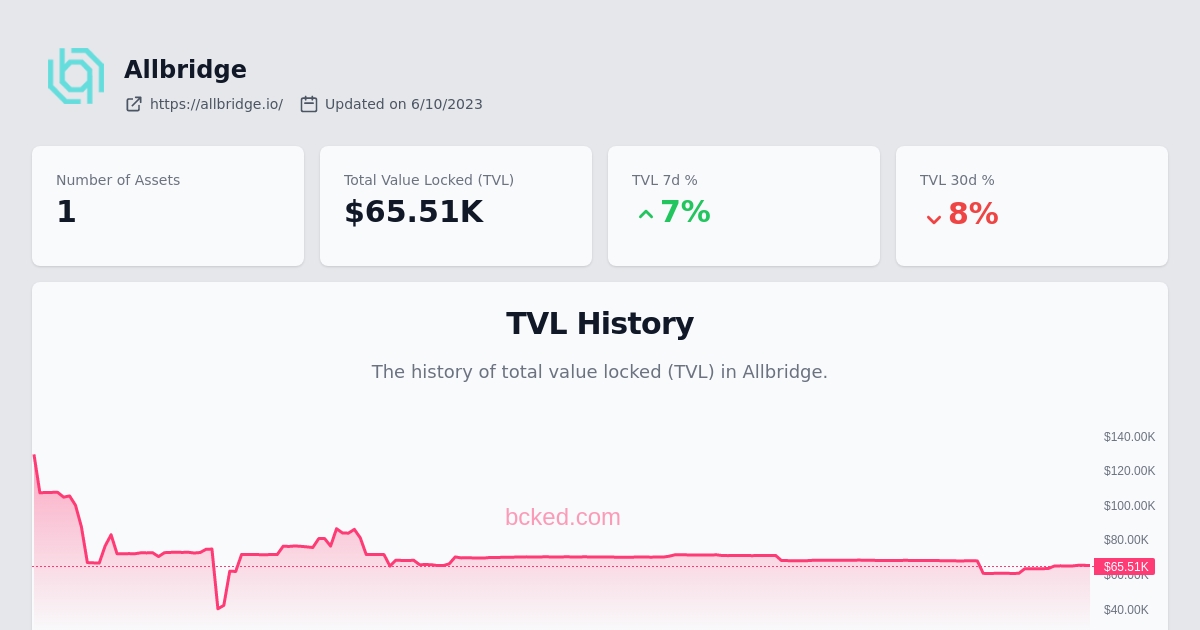 Allbridge
https://allbridge.io/ Updated on 6/10/2023
Number of Assets
1
Total Value Locked (TVL)
$65.51K
TVL 7d %
7%
TVL 30d %
8%
TVL History
The history of total value locked (TVL) in Allbridge.
$140.00K
$120.00K
$100.00K
bcked.com
$80.00K
$65.51K
$60.00K
$40.00K